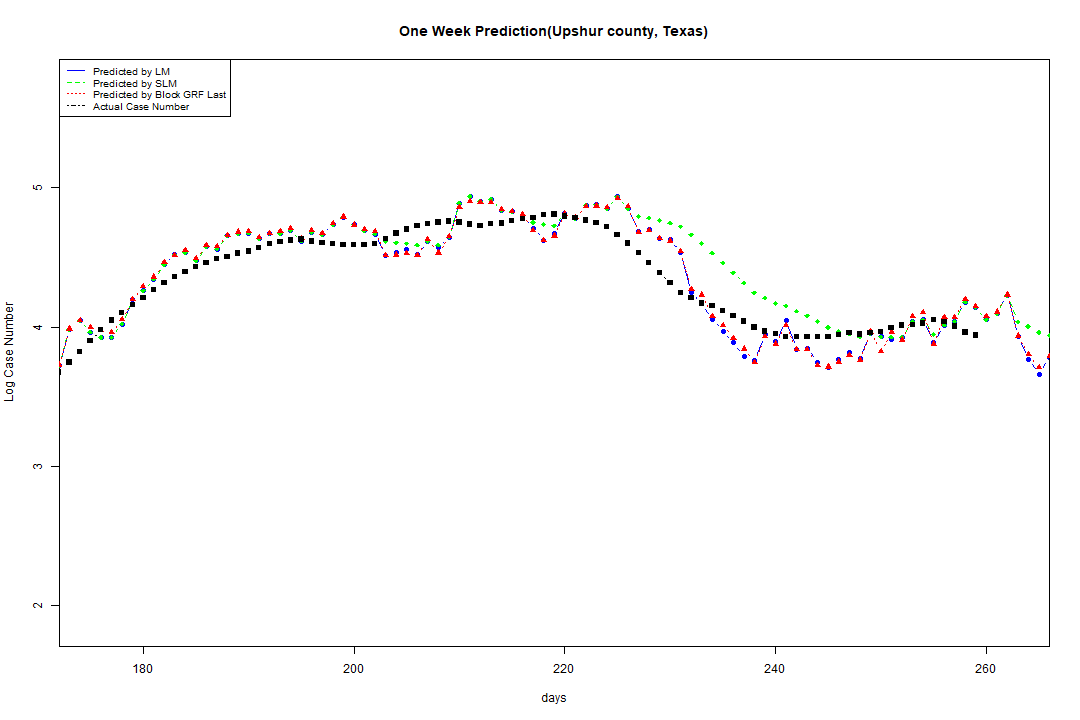 One Week Prediction(Upshur county, Texas)
Predicted by LM
Predicted by SLM
Predicted by Block GRF Last
Actual Case Number
5
4
3
2
Log Case Number
180 200 220 240 260
days